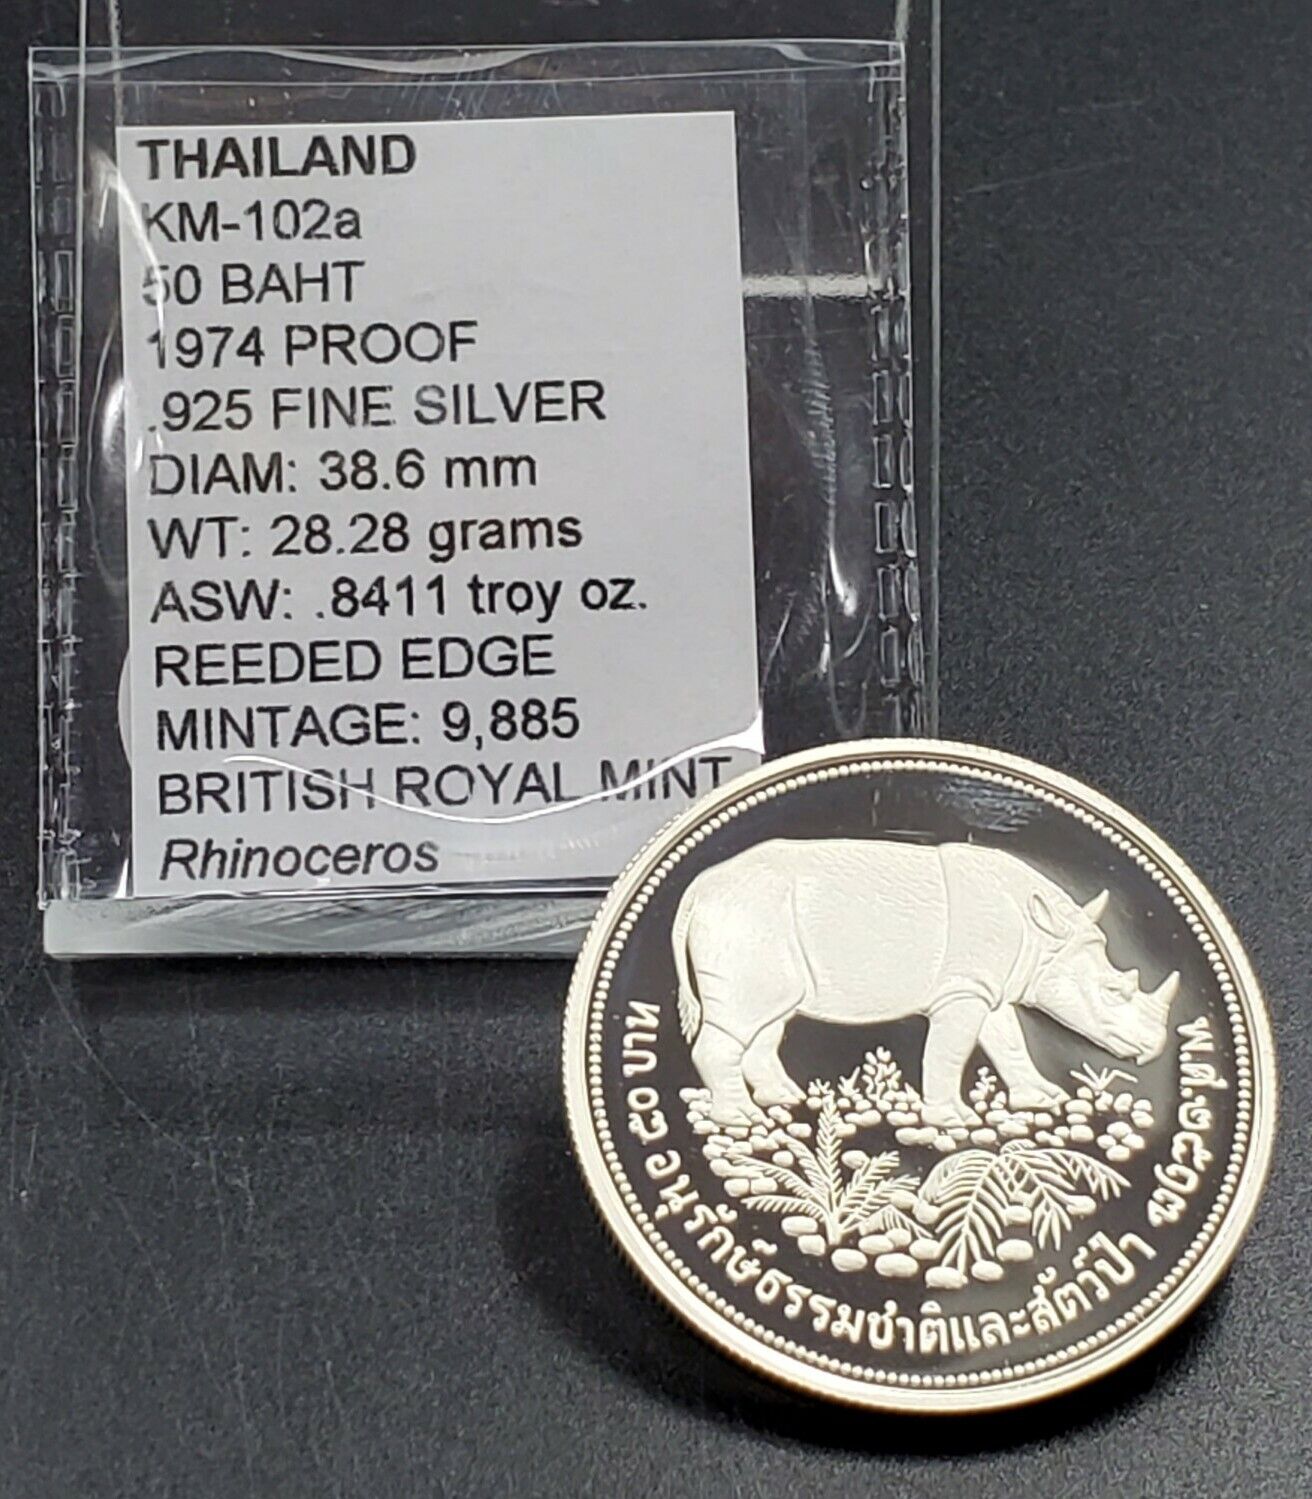 THAILAND
KM-102a
50 BAHT
1974 PROOF
.925 FINE SILVER
DIAM: 38.6 mm
WT: 28.28 grams
ASW: .8411 troy oz.
REEDED EDGE
MINTAGE: 9,885
BRITISH ROYAL MINT
Rhinoceros
๕๐ บาท อนุรักษ์ธรรมชาติและสัตว์ป่า พ.ศ.๒๕๑๗